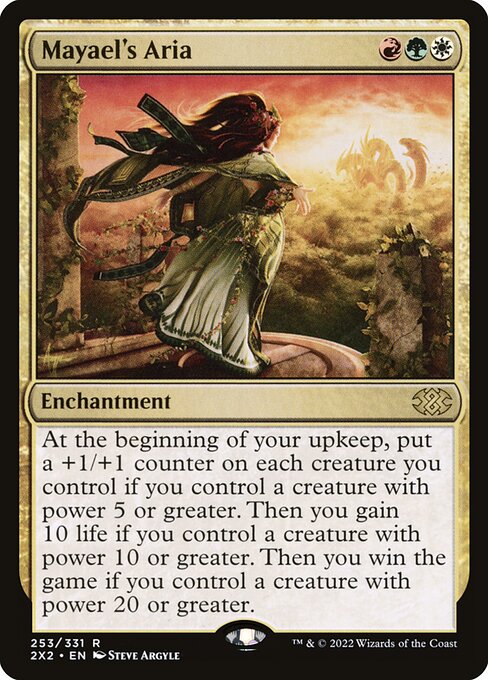 Mayael's Aria
Enchantment
At the beginning of your upkeep, put
a +1/+1 counter on each creature you
control if you control a creature with
power 5 or greater. Then you gain
10 life if you control a creature with
power 10 or greater. Then you win the
game if you control a creature with
power 20 or greater.
253/331 R
™ & © 2022 Wizards of the Coast
2X2 • EN Steve Argyle